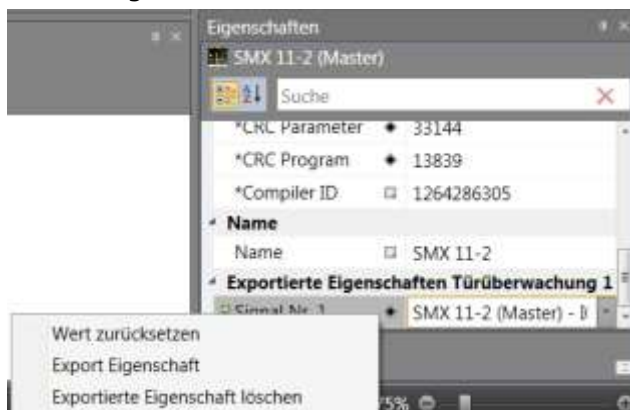 Eigenschaften
SMX 11-2 (Master)
Suche
*CRC Parameter 33144
*CRC Program 13839
*Compiler ID 1264286305
Name
Name SMX 11-2
Exportierte Eigenschaften Türüberwachung 1
Signal Nr. 1 SMX 11-2 (Master) -
Wert zurücksetzen
Export Eigenschaft
Exportierte Eigenschaft löschen
75%